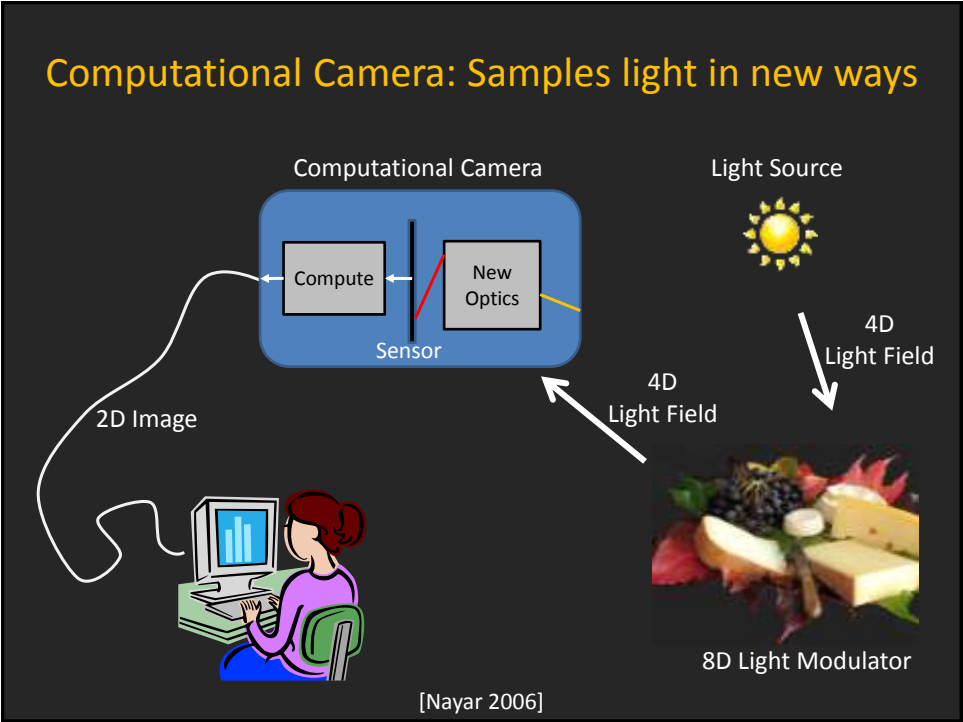 Computational Camera: Samples light in new ways
Computational Camera
Light Source
Compute
New
Optics
Sensor
4D
Light Field
4D
Light Field
2D Image
8D Light Modulator
[Nayar 2006]